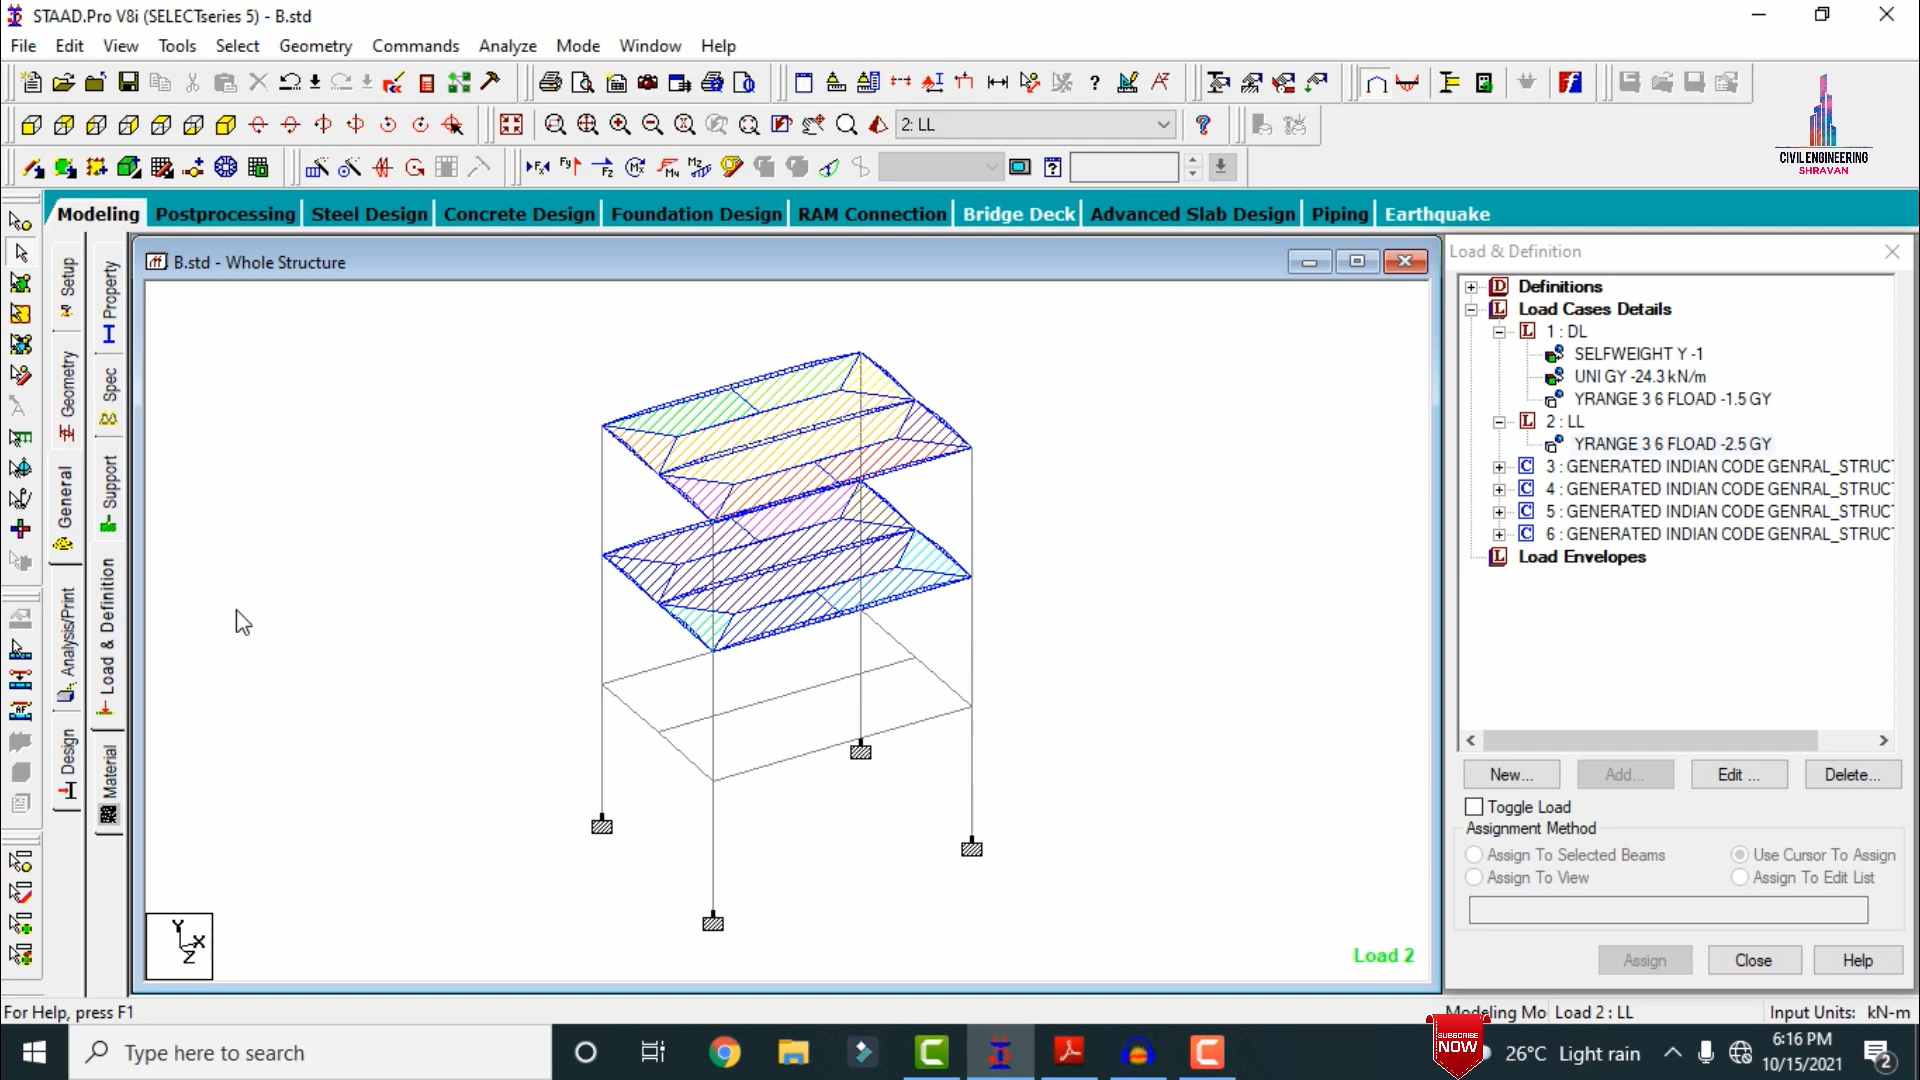 STAAD.Pro V8i (SELECTseries 5) - B.std
File Edit View Tools Select Geometry Commands Analyze Mode Window Help
2: LL
CIVIL ENGINEERING
SHRAVAN
Modeling Postprocessing Steel Design Concrete Design Foundation Design RAM Connection Bridge Deck Advanced Slab Design Piping Earthquake
Setup
Geometry
General
Analysis/Print
Design
Property
Spec
Support
Load & Definition
Material
B.std - Whole Structure
Y
X
Z
Load 2
Load & Definition
Definitions
Load Cases Details
1 : DL
SELFWEIGHT Y -1
UNI GY -24.3 kN/m
YRANGE 3 6 FLOAD -1.5 GY
2 : LL
YRANGE 3 6 FLOAD -2.5 GY
3 : GENERATED INDIAN CODE GENRAL_STRUC
4 : GENERATED INDIAN CODE GENRAL_STRUC
5 : GENERATED INDIAN CODE GENRAL_STRUC
6 : GENERATED INDIAN CODE GENRAL_STRUC
Load Envelopes
New... Add... Edit ... Delete...
Toggle Load
Assignment Method
Assign To Selected Beams Use Cursor To Assign
Assign To View Assign To Edit List
Assign Close Help
For Help, press F1
Modeling Mo Load 2 : LL Input Units: kN-m
Type here to search
SUBSCRIBE
NOW
26°C Light rain
6:16 PM
10/15/2021
2